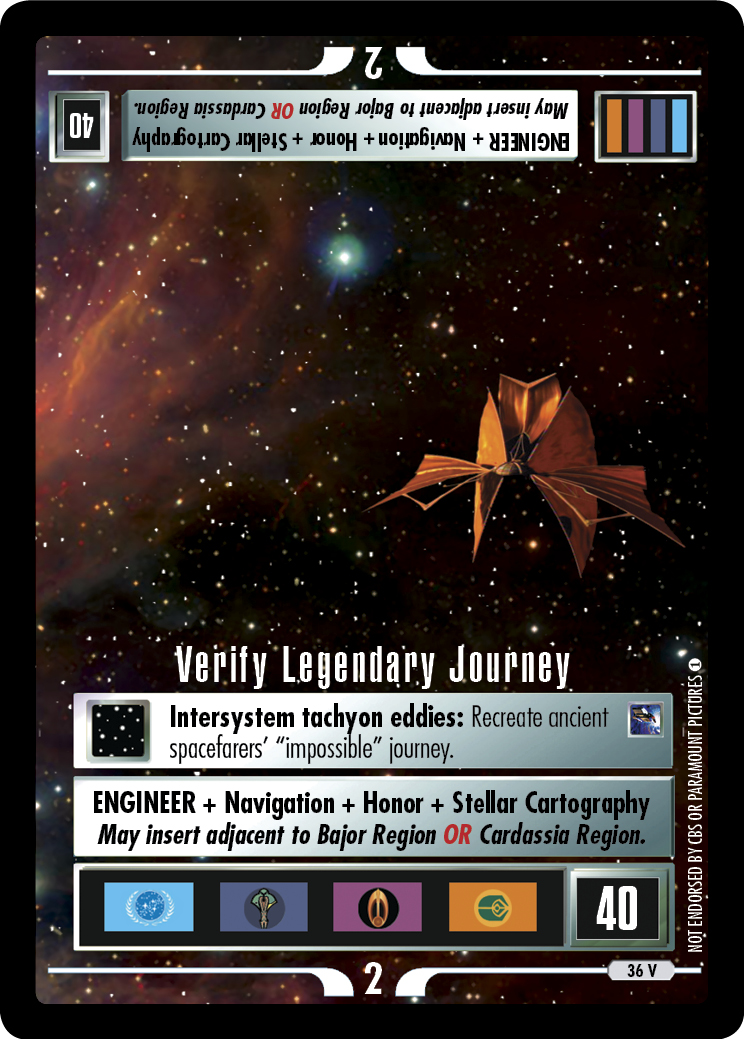 2
40
ENGINEER + Navigation + Honor + Stellar Cartography
May insert adjacent to Bajor Region OR Cardassia Region.
Verify Legendary Journey
Intersystem tachyon eddies: Recreate ancient
spacefarers’ “impossible” journey.
ENGINEER + Navigation + Honor + Stellar Cartography
May insert adjacent to Bajor Region OR Cardassia Region.
40
NOT ENDORSED BY CBS OR PARAMOUNT PICTURES 1
36 V
2